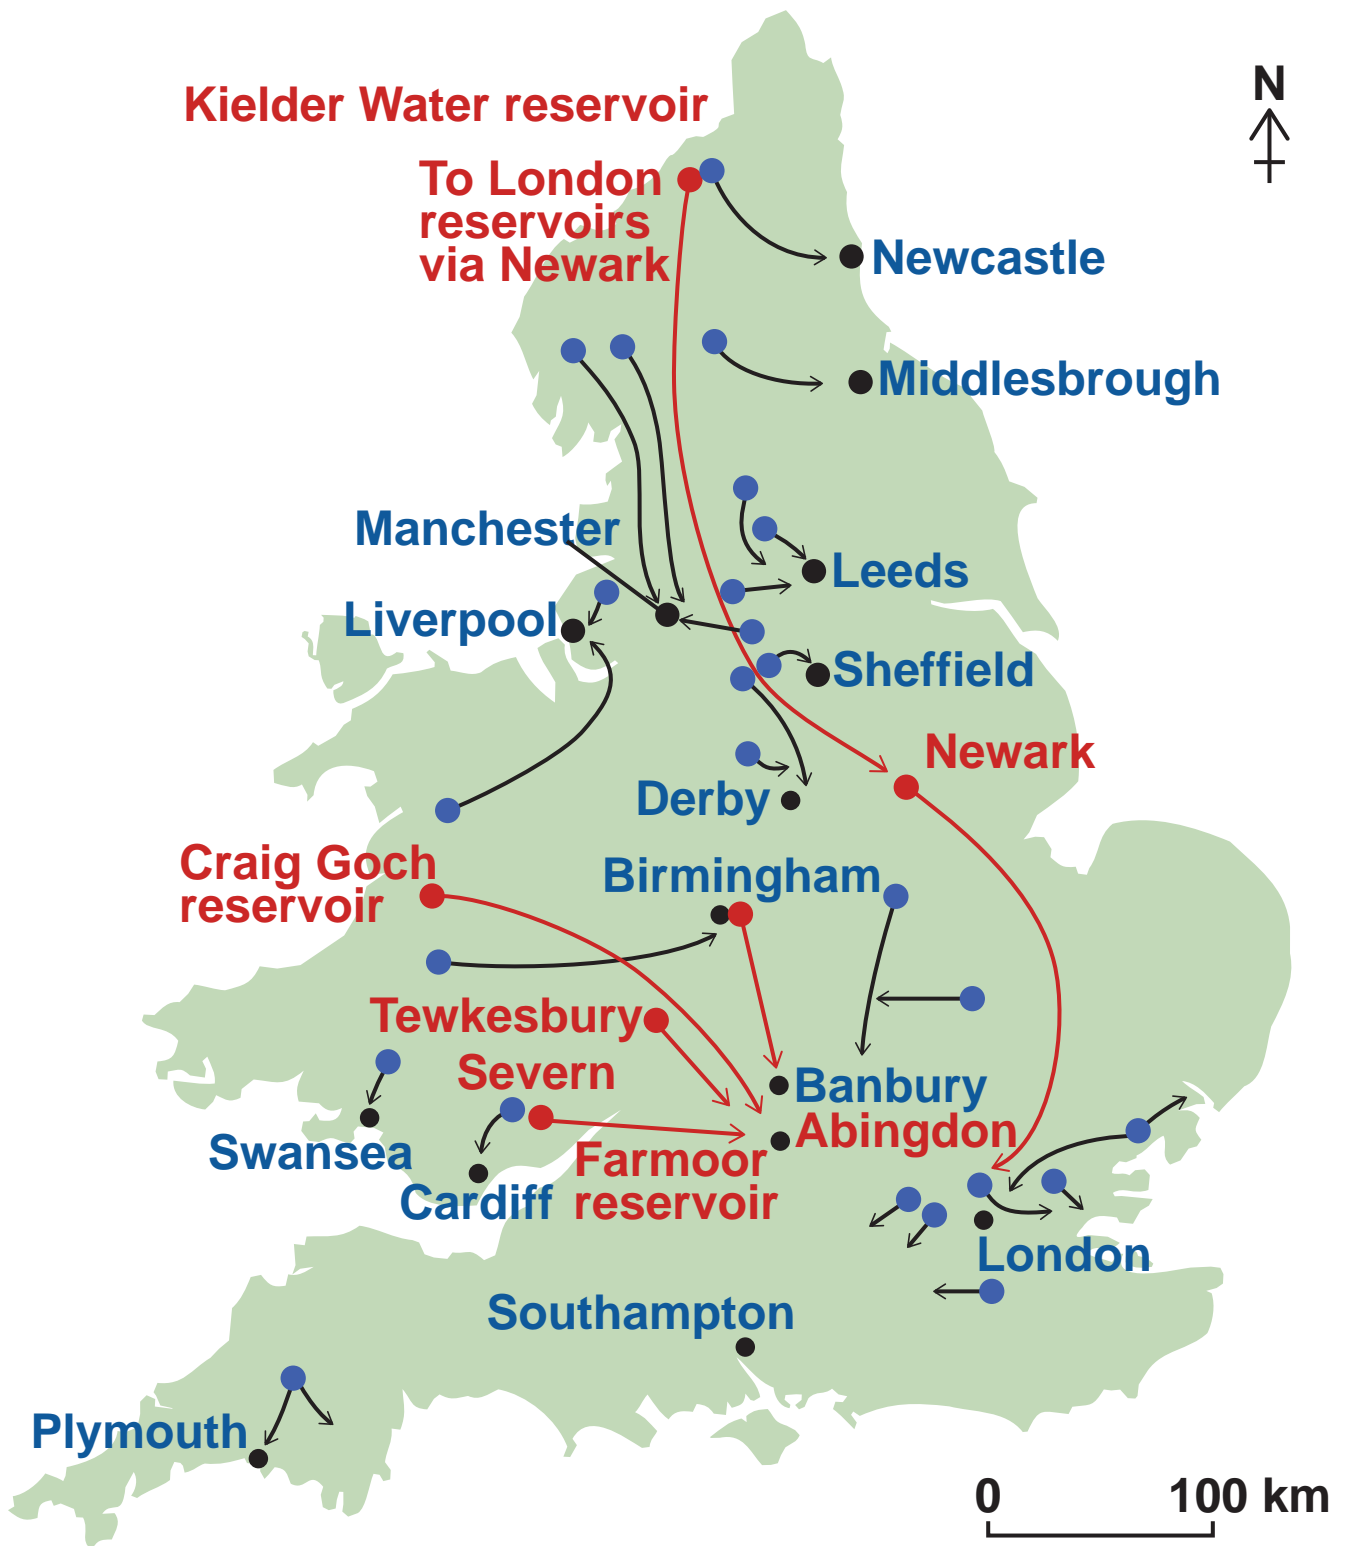 N
Kielder Water reservoir
To London
reservoirs
via Newark
Newcastle
Middlesbrough
Manchester
Leeds
Liverpool
Sheffield
Newark
Derby
Craig Goch
reservoir
Birmingham
Tewkesbury
Severn
Banbury
Abingdon
Swansea
Farmoor
reservoir
Cardiff
London
Southampton
Plymouth
0 100 km